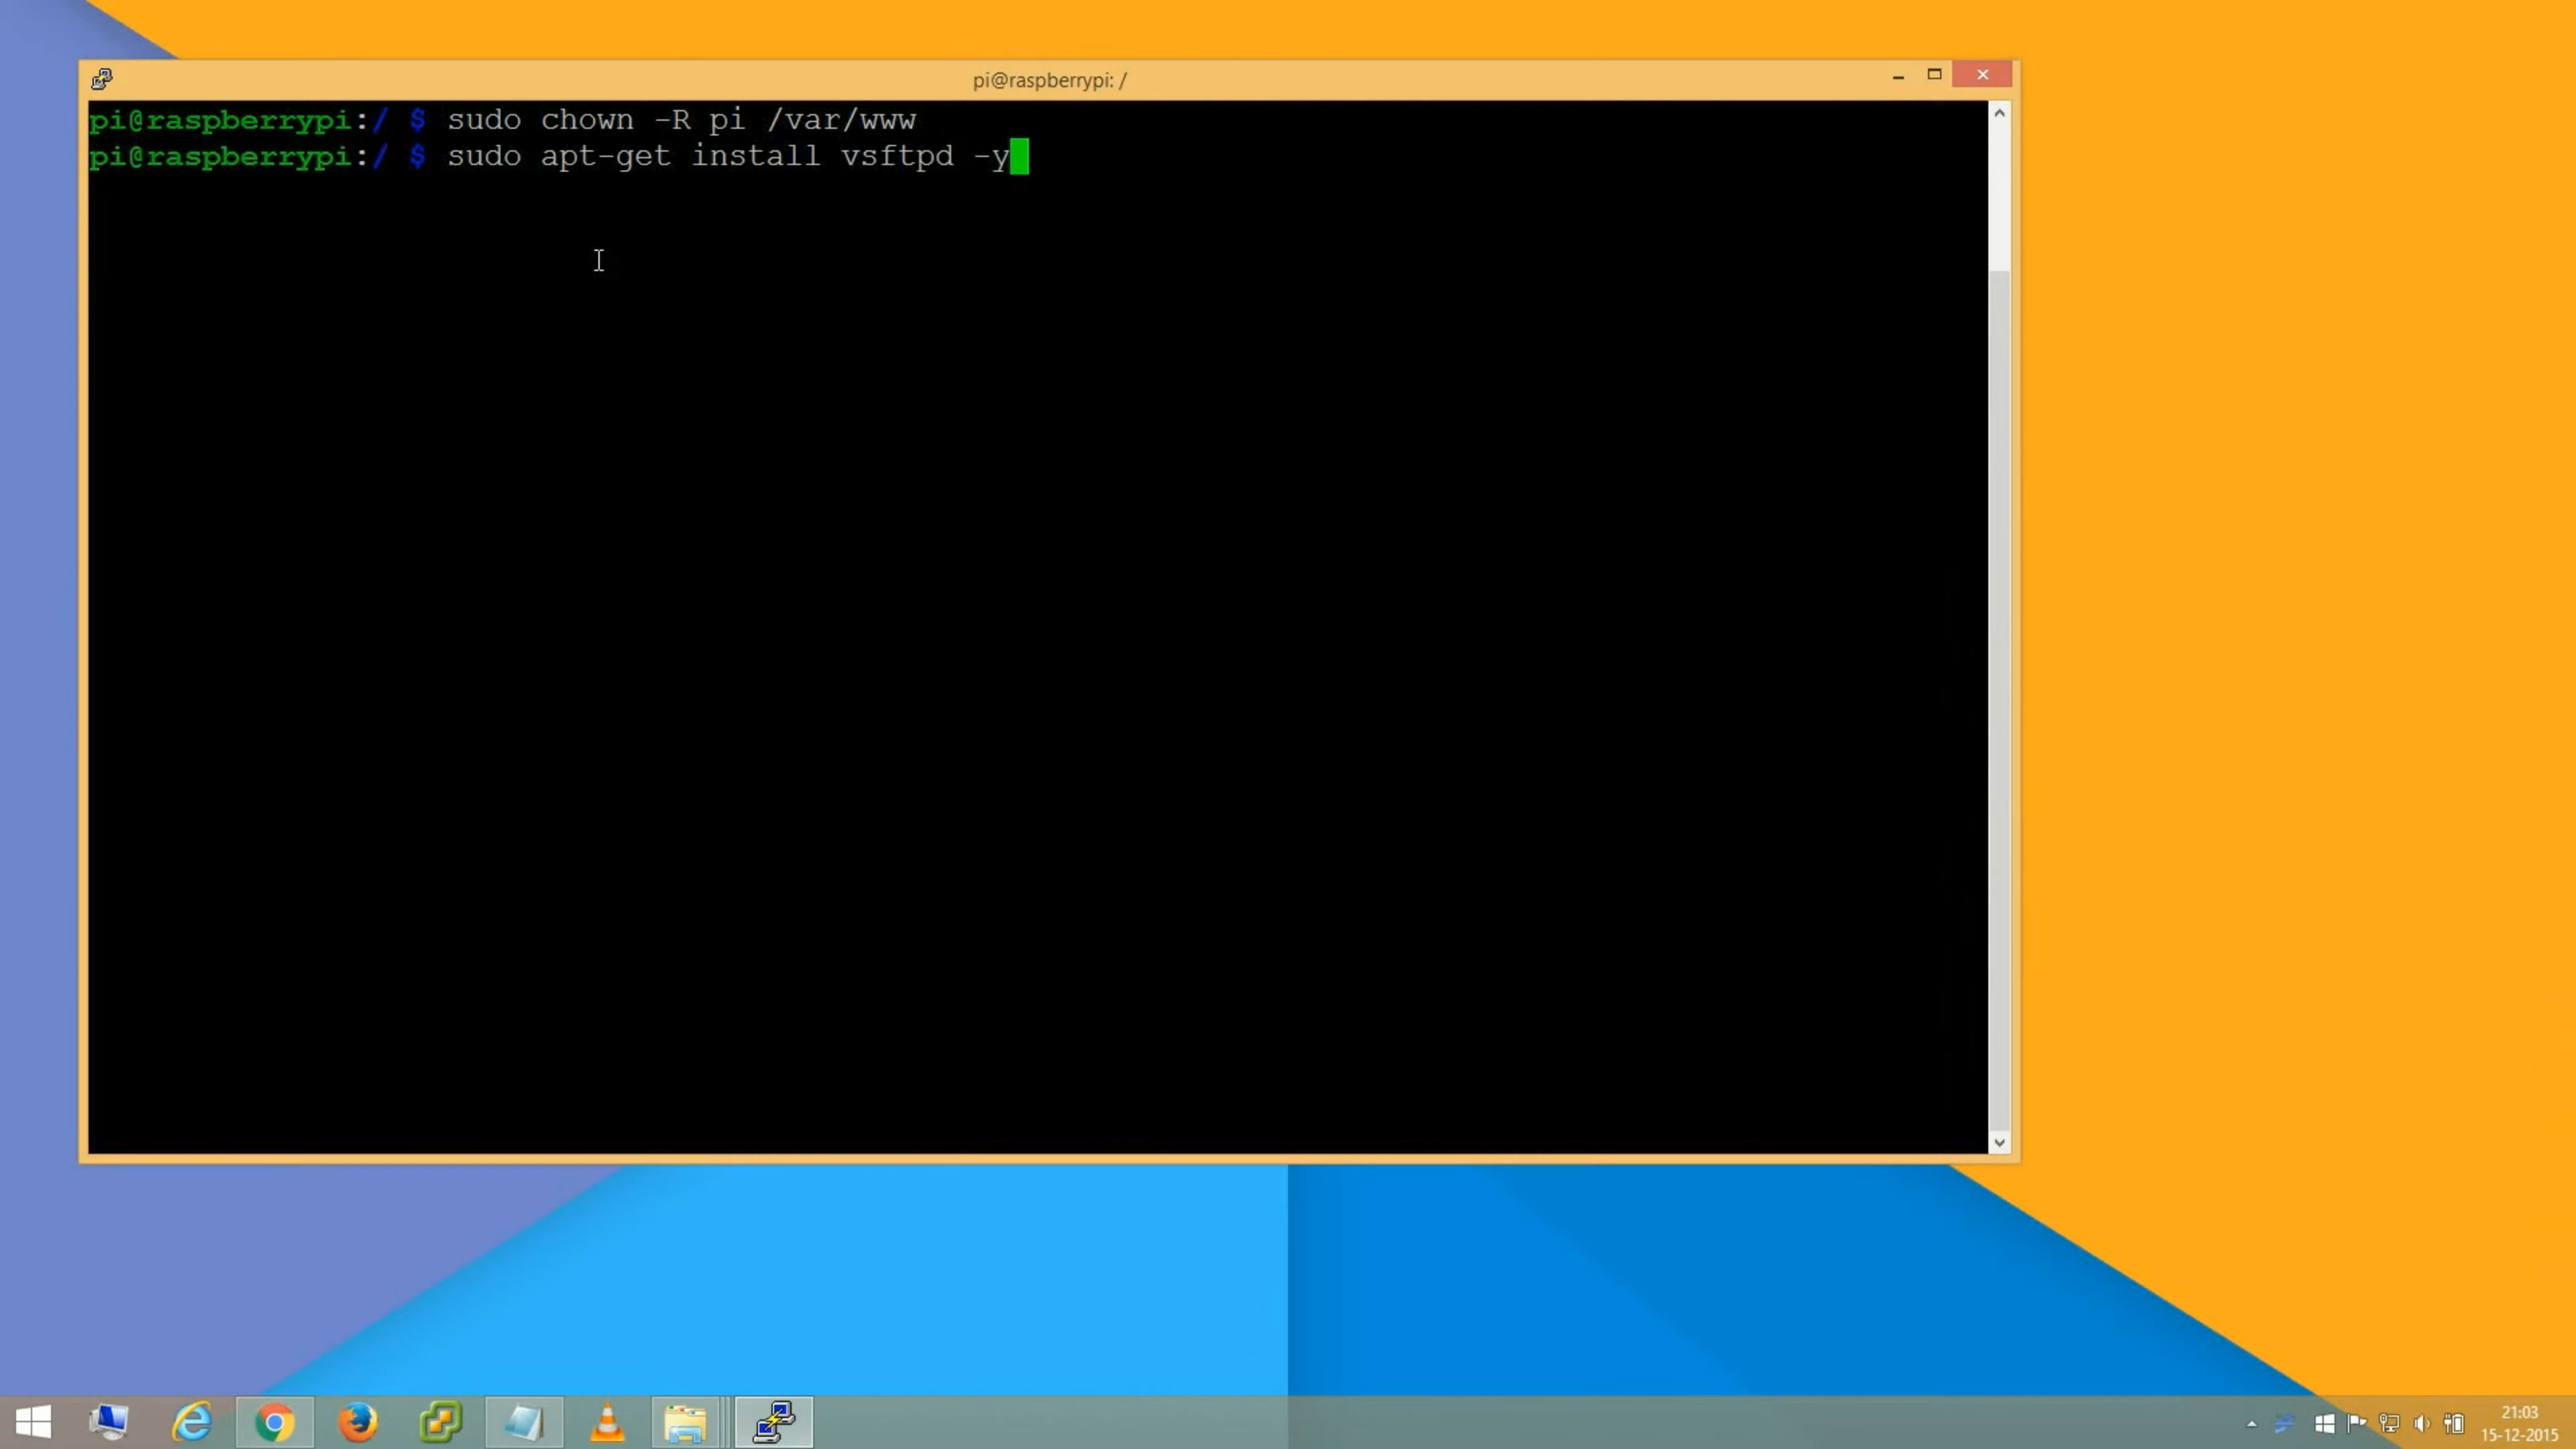 pi@raspberrypi: /
pi@raspberrypi:/ $ sudo chown -R pi /var/www
pi@raspberrypi:/ $ sudo apt-get install vsftpd -y
21:03
15-12-2015